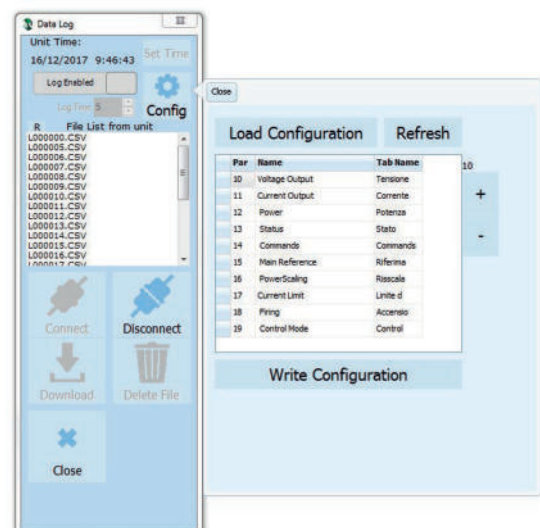 Data Log
Unit Time:
16/12/2017 9:46:43
Set Time
Log Enabled
Log Time 5
Config
R File List from unit
L000000.CSV
L000005.CSV
L000006.CSV
L000007.CSV
L000008.CSV
L000009.CSV
L000010.CSV
L000011.CSV
L000012.CSV
L000013.CSV
L000014.CSV
L000015.CSV
L000016.CSV
L000017.CSV
Connect
Disconnect
Download
Delete File
Close
Close
Load Configuration
Refresh
Par Name Tab Name
10 Voltage Output Tensione
11 Current Output Corrente
12 Power Potenza
13 Status Stato
14 Commands Commands
15 Main Reference Riferima
16 PowerScaling Risscala
17 Current Limit Linite d
18 Firing Accensio
19 Control Mode Control
10
+
-
Write Configuration